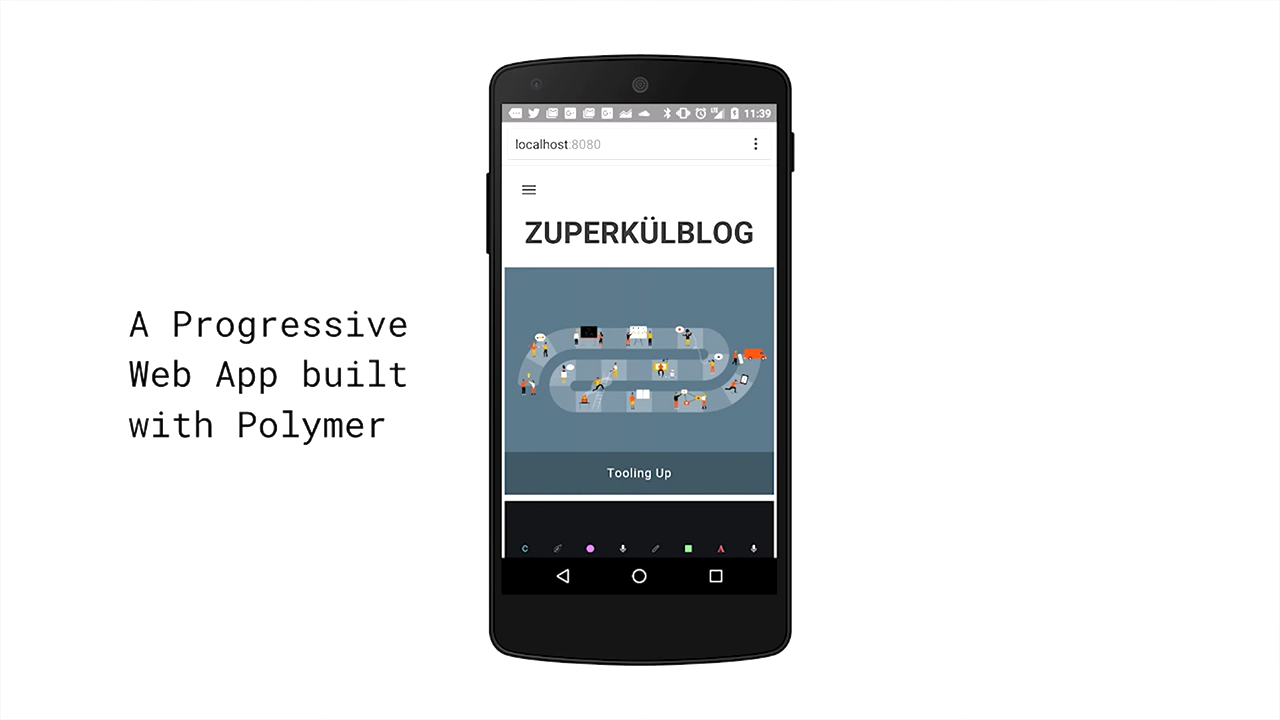 A Progressive
Web App built
with Polymer
11:39
localhost:8080
ZUPERKÜLBLOG
Tooling Up
C
A